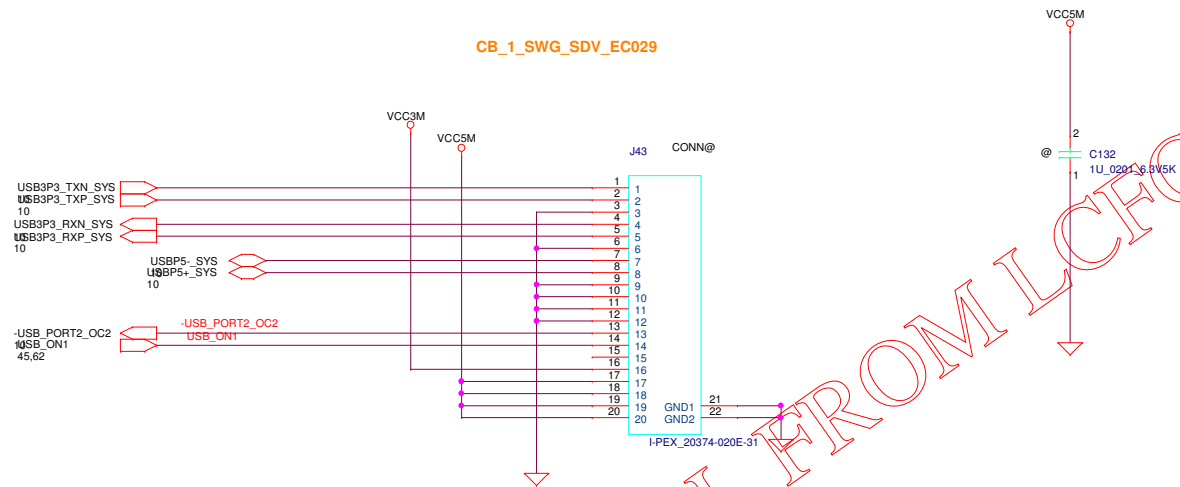 VCC5M
CB_1_SWG_SDV_EC029
VCC3M
VCC5M
J43
CONN@
2
@
C132
1U_0201_6.3V5K
1
USB3P3_TXN_SYS
10
USB3P3_TXP_SYS
10
USB3P3_RXN_SYS
10
USB3P3_RXP_SYS
10
USBP5-_SYS
10
USBP5+_SYS
10
-USB_PORT2_OC2
-USB_PORT2_OC2
10
USB_ON1
USB_ON1
45,62
1 1
2 2
3 3
4 4
5 5
6 6
7 7
8 8
9 9
10 10
11 11
12 12
13 13
14 14
15 15
16 16
17 17
18 18
19 19
20 20
GND1 21
GND2 22
I-PEX_20374-020E-31
FROM LCFC